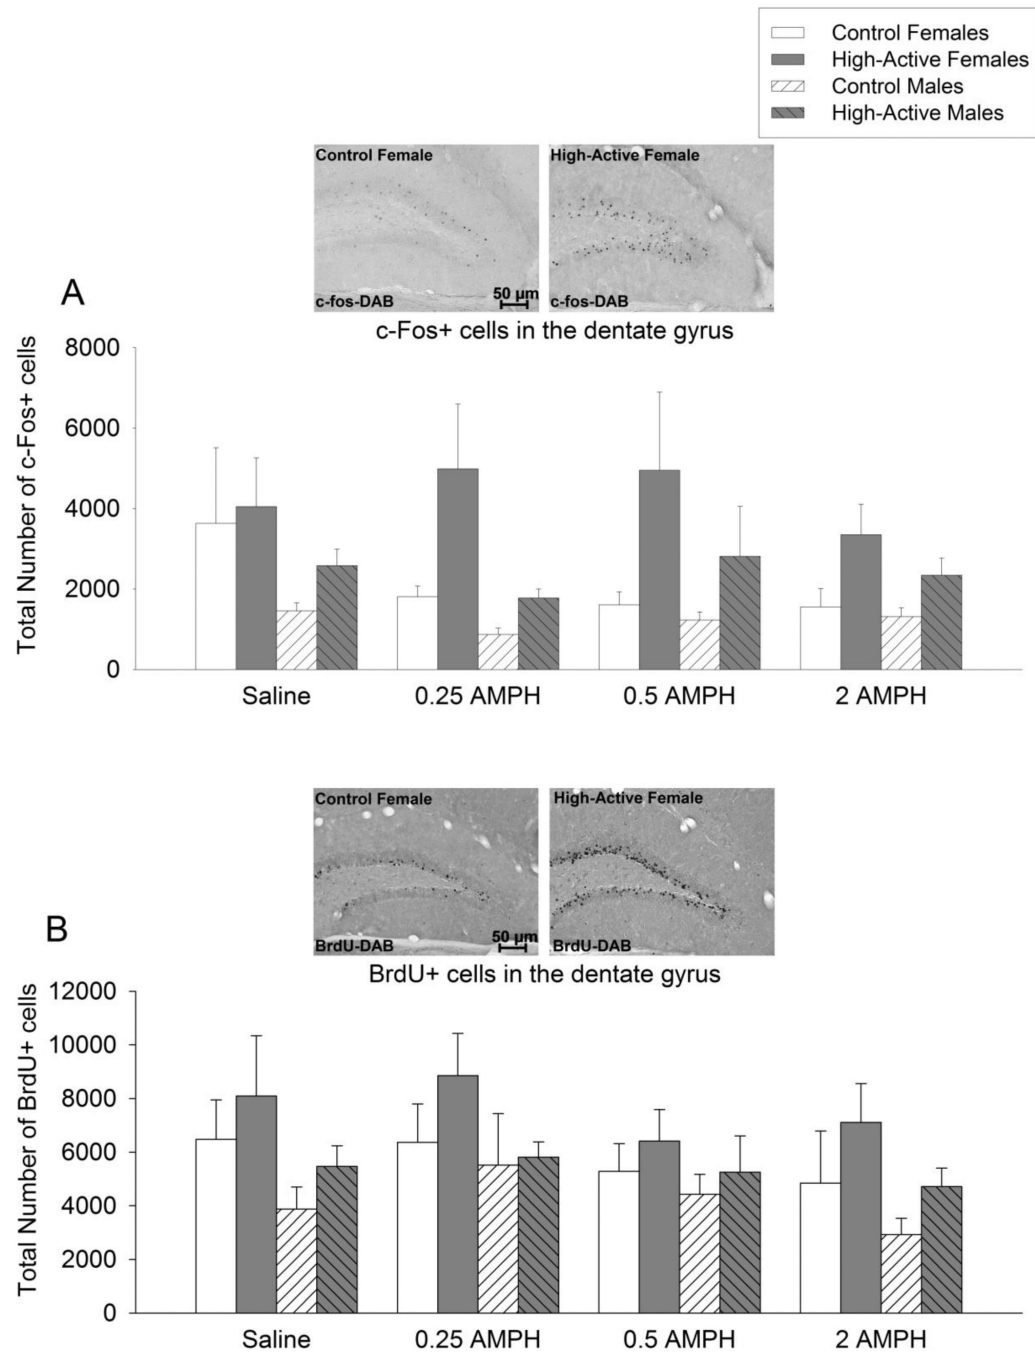 Control Females
High-Active Females
Control Males
High-Active Males
Control Female
High-Active Female
c-fos-DAB
50 µm
c-fos-DAB
A
c-Fos+ cells in the dentate gyrus
Total Number of c-Fos+ cells
8000
6000
4000
2000
0
Saline
0.25 AMPH
0.5 AMPH
2 AMPH
Control Female
High-Active Female
BrdU-DAB
50 µm
BrdU-DAB
B
BrdU+ cells in the dentate gyrus
Total Number of BrdU+ cells
12000
10000
8000
6000
4000
2000
0
Saline
0.25 AMPH
0.5 AMPH
2 AMPH